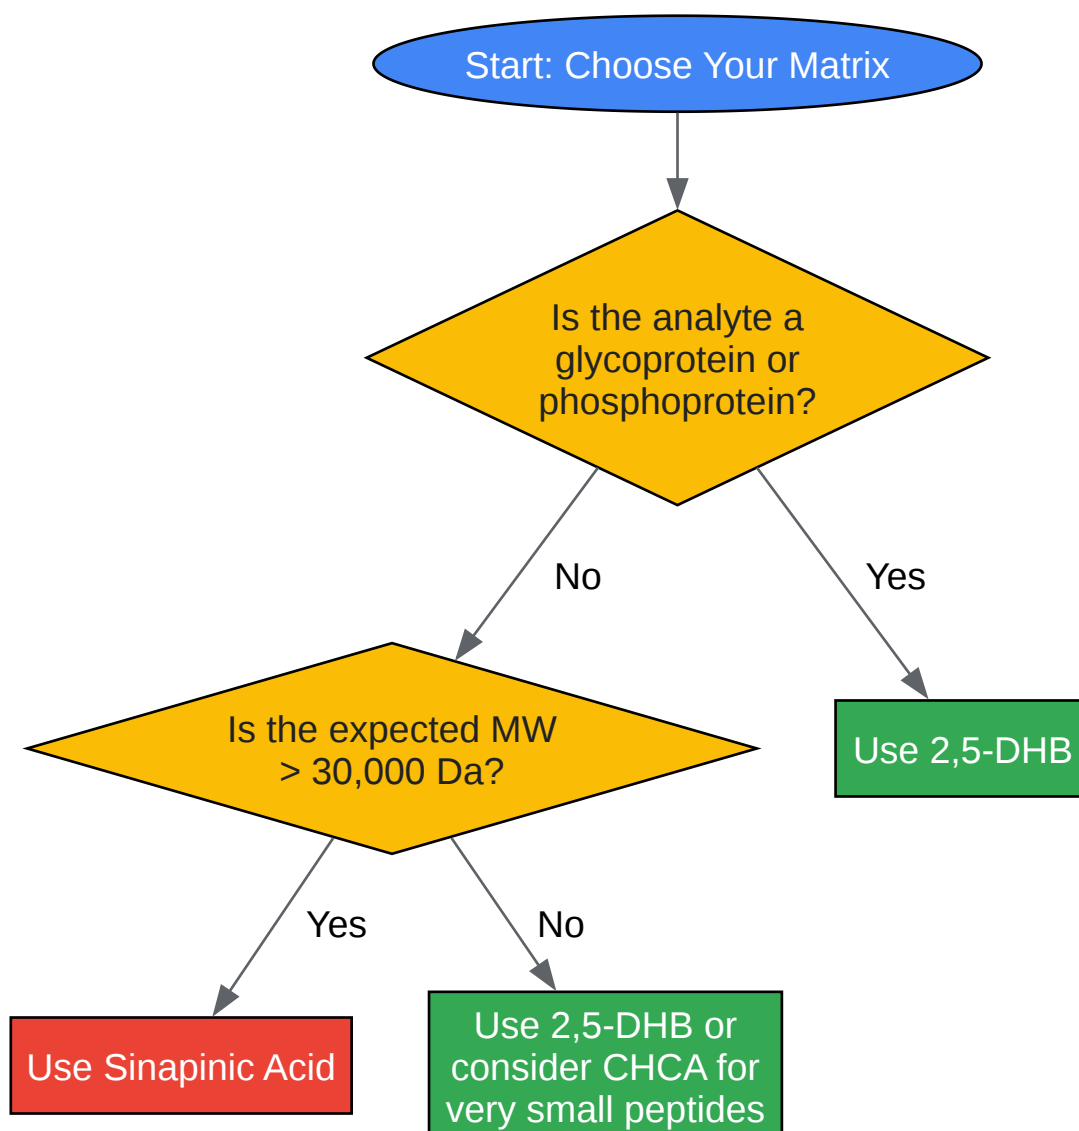 Start: Choose Your Matrix
Is the analyte a
glycoprotein or
phosphoprotein?
No
Yes
Is the expected MW
> 30,000 Da?
Use 2,5-DHB
Yes
No
Use Sinapinic Acid
Use 2,5-DHB or
consider CHCA for
very small peptides